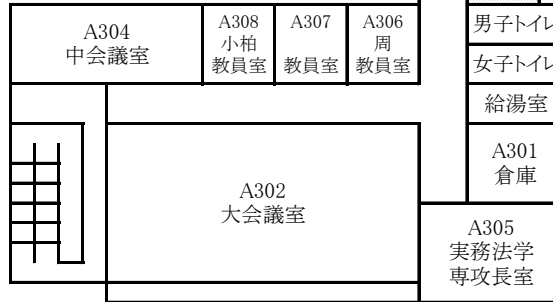 A304
中会議室
A308
小柏
教員室
A307
教員室
A306
周
教員室
男子トイレ
女子トイレ
給湯室
A301
倉庫
A302
大会議室
A305
実務法学
専攻長室